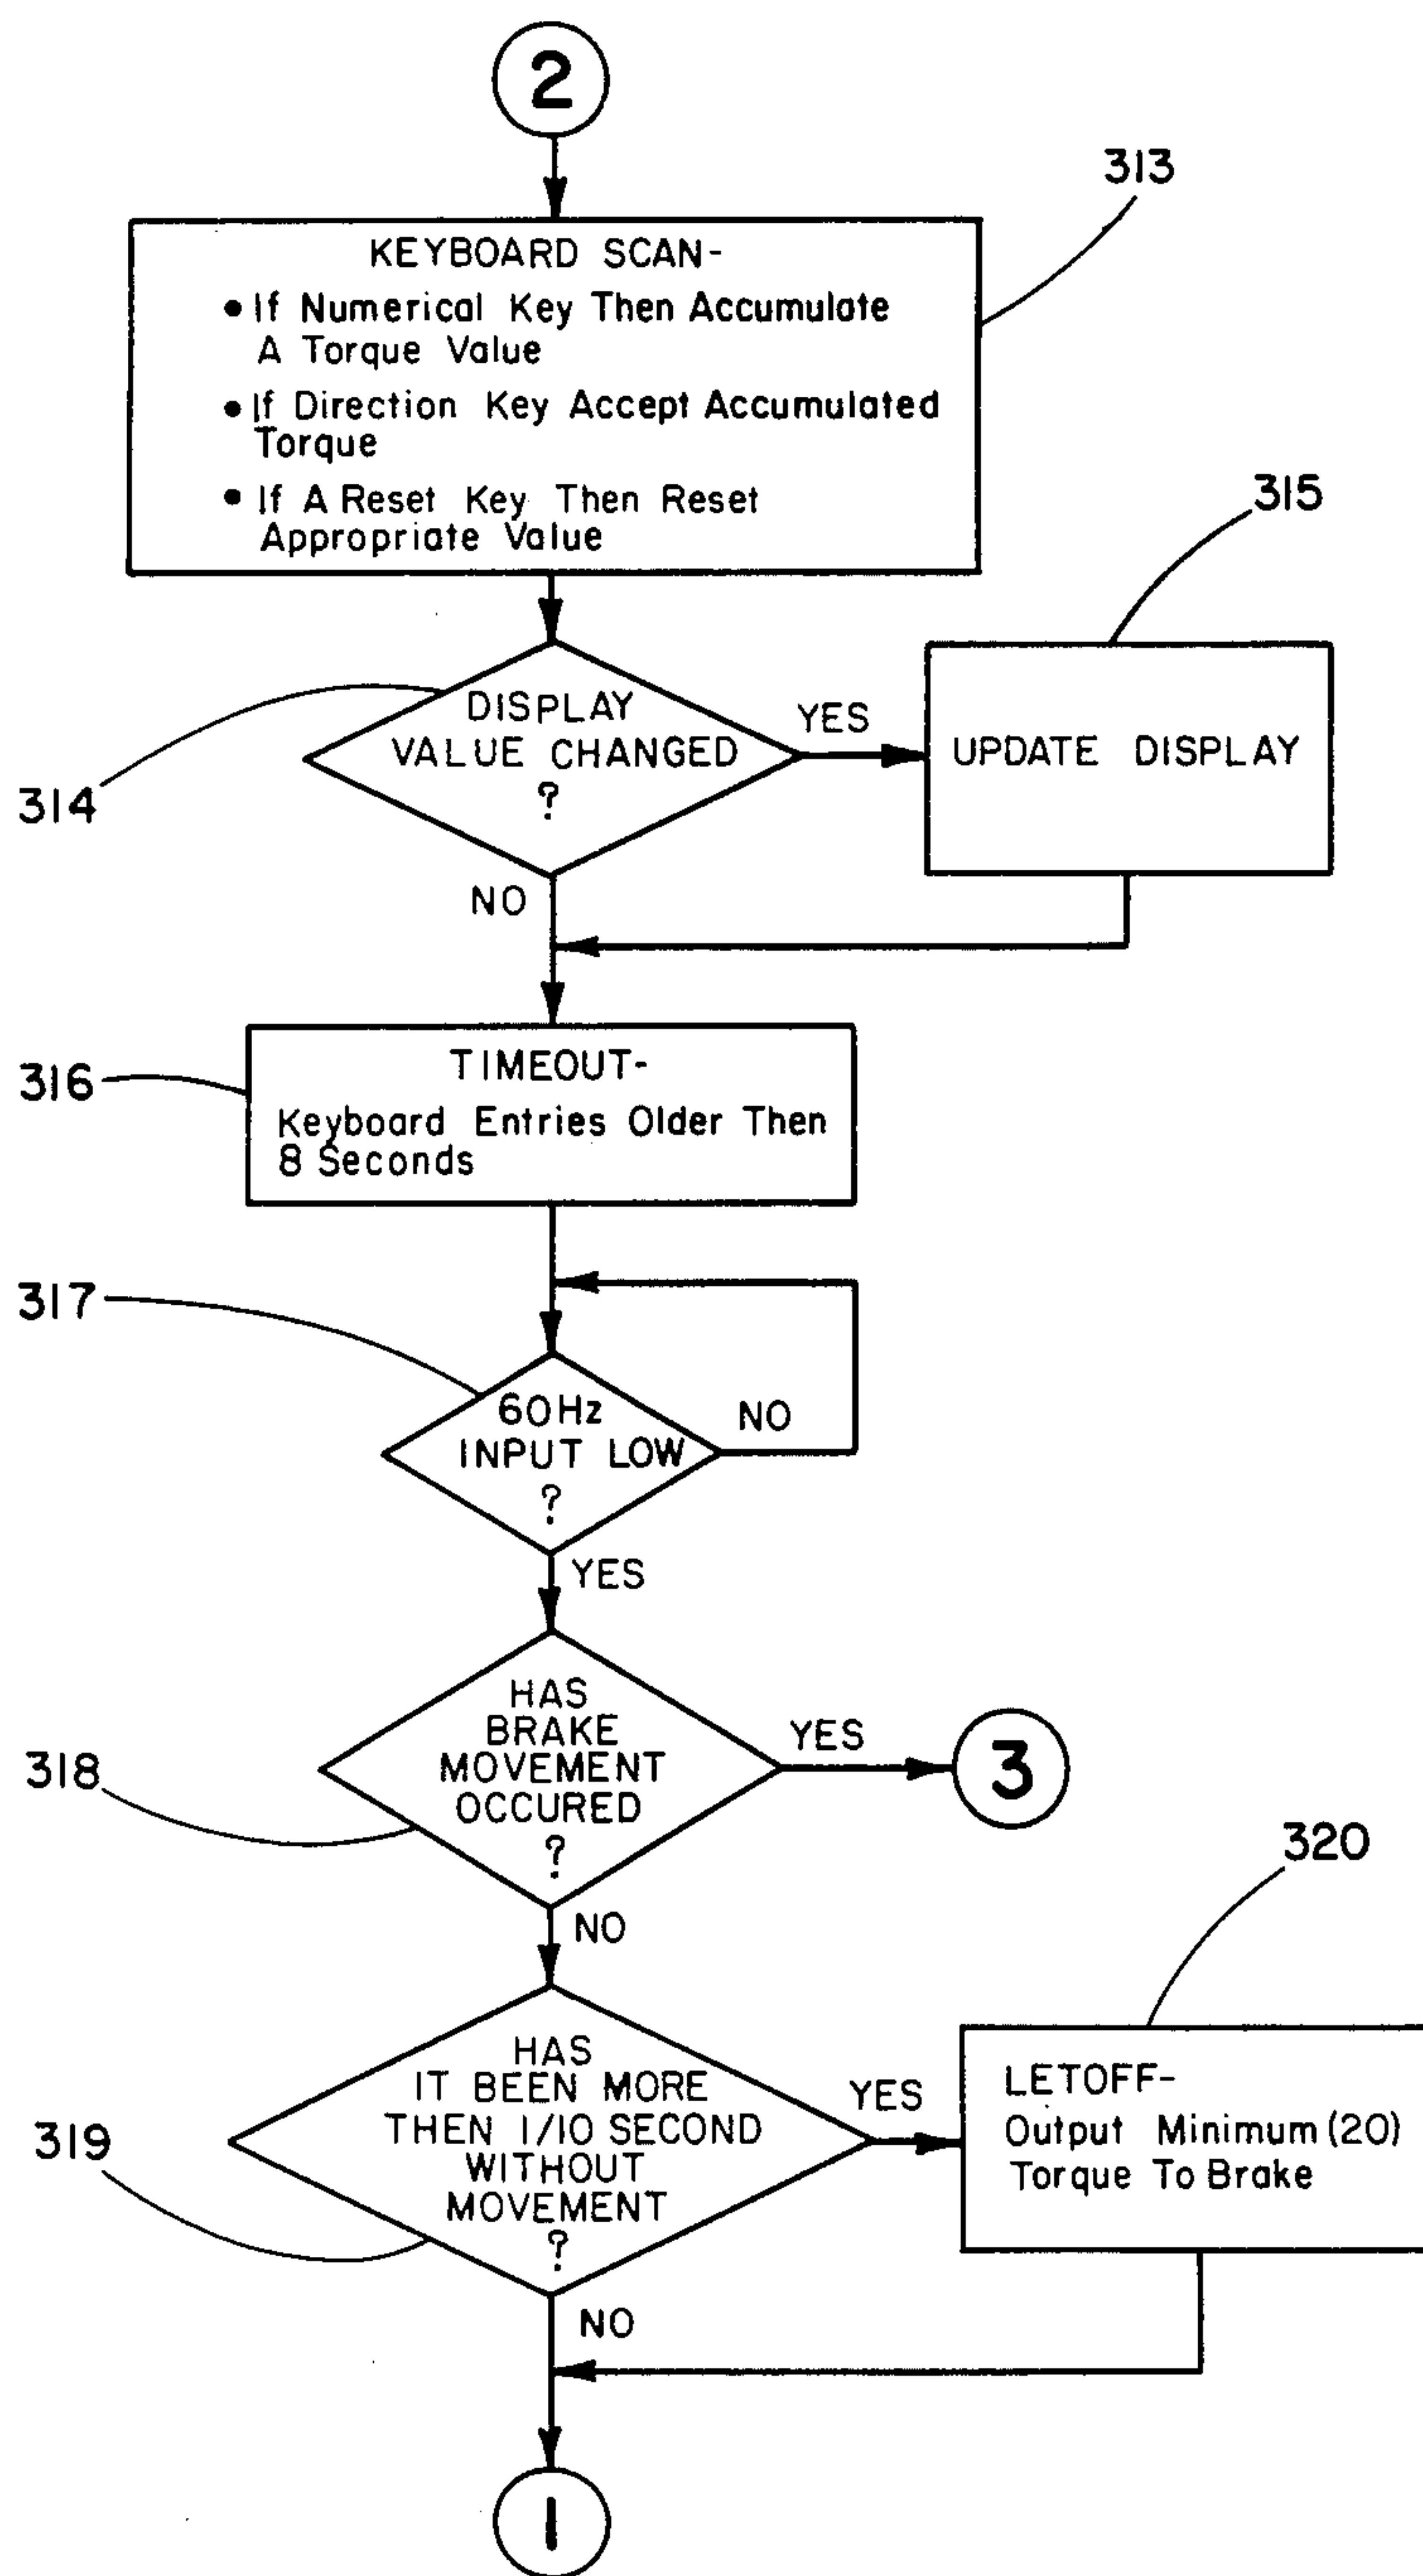 2
313
KEYBOARD SCAN-
• If Numerical Key Then Accumulate
A Torque Value
• If Direction Key Accept Accumulated
Torque
• If A Reset Key Then Reset
Appropriate Value
315
314
DISPLAY
VALUE CHANGED
?
YES
UPDATE DISPLAY
NO
316
TIMEOUT-
Keyboard Entries Older Then
8 Seconds
317
60Hz
INPUT LOW
?
NO
YES
318
HAS
BRAKE
MOVEMENT
OCCURED
?
YES
3
NO
320
319
HAS
IT BEEN MORE
THEN 1/10 SECOND
WITHOUT
MOVEMENT
?
YES
LETOFF-
Output Minimum (20)
Torque To Brake
NO
1